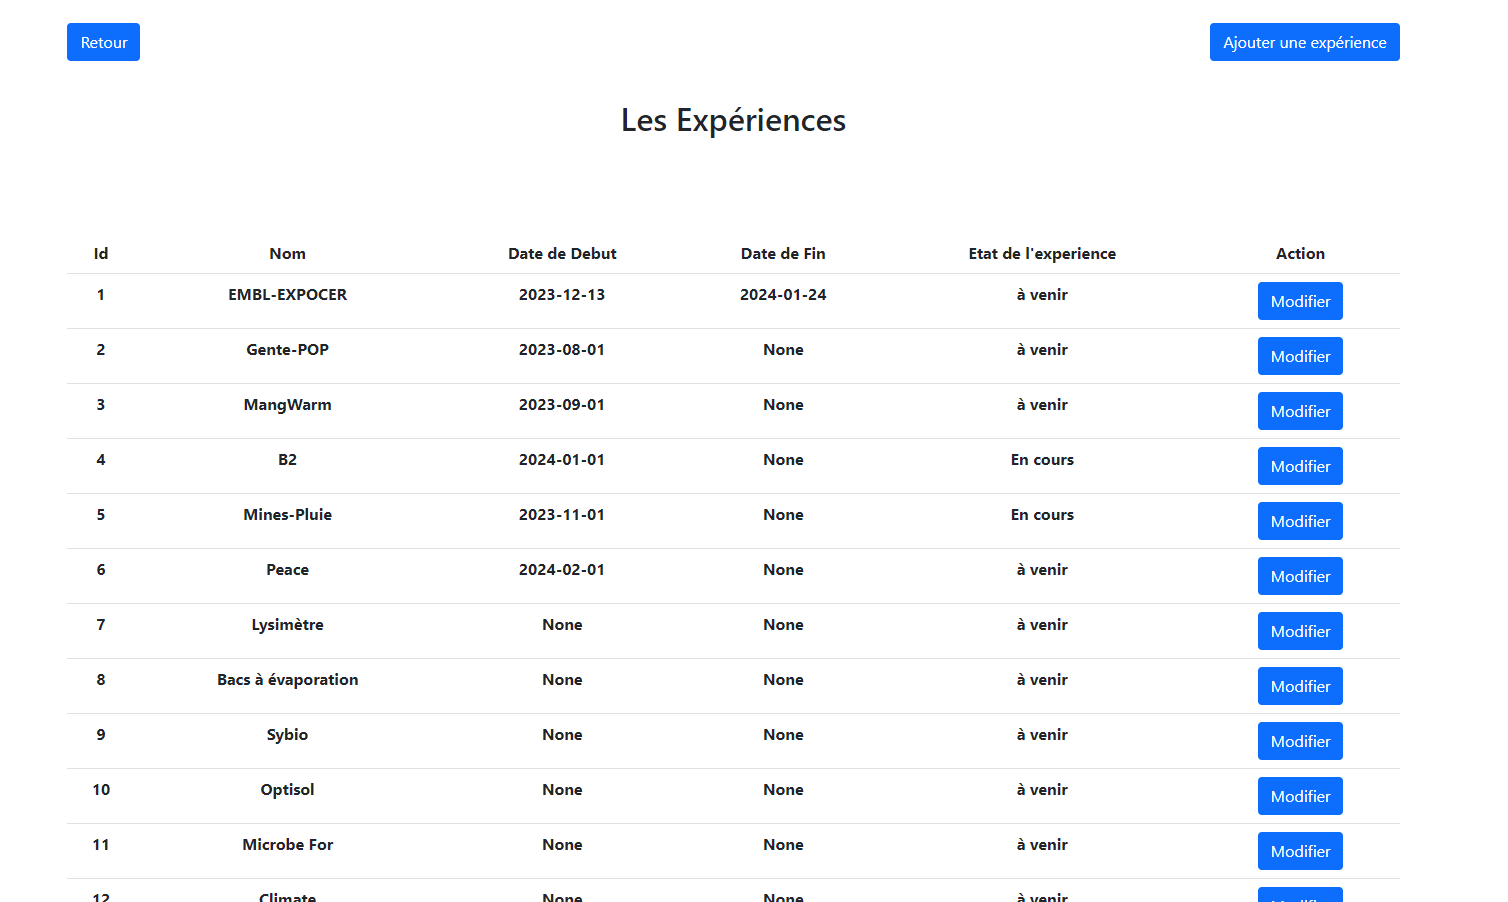 Retour Ajouter une expérience
Les Expériences
Id Nom Date de Debut Date de Fin Etat de l'experience Action
1 EMBL-EXPOCER 2023-12-13 2024-01-24 à venir Modifier
2 Gente-POP 2023-08-01 None à venir Modifier
3 MangWarm 2023-09-01 None à venir Modifier
4 B2 2024-01-01 None En cours Modifier
5 Mines-Pluie 2023-11-01 None En cours Modifier
6 Peace 2024-02-01 None à venir Modifier
7 Lysimètre None None à venir Modifier
8 Bacs à évaporation None None à venir Modifier
9 Sybio None None à venir Modifier
10 Optisol None None à venir Modifier
11 Microbe For None None à venir Modifier
12 Climate None None à venir Modifier